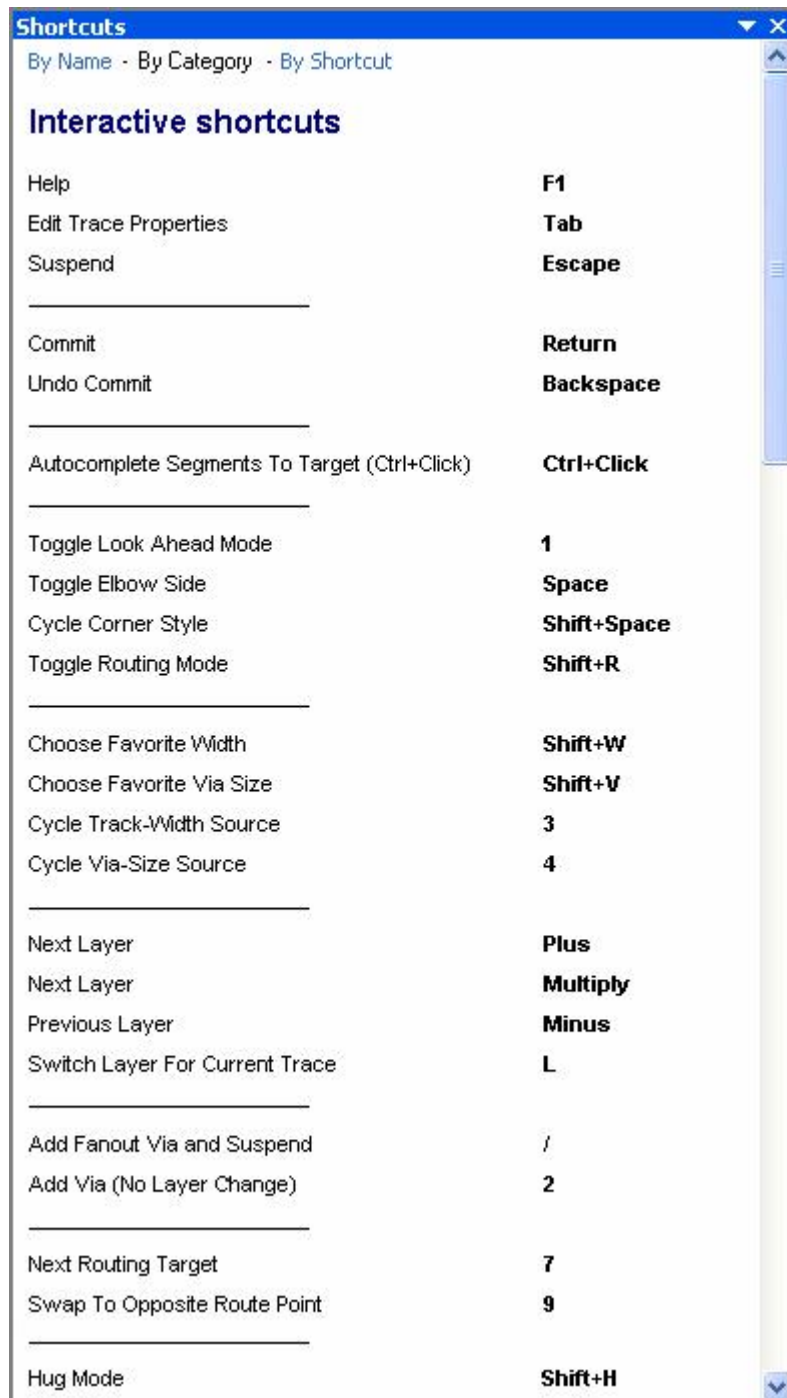 Shortcuts
By Name - By Category - By Shortcut
Interactive shortcuts
Help F1
Edit Trace Properties Tab
Suspend Escape
Commit Return
Undo Commit Backspace
Autocomplete Segments To Target (Ctrl+Click) Ctrl+Click
Toggle Look Ahead Mode 1
Toggle Elbow Side Space
Cycle Corner Style Shift+Space
Toggle Routing Mode Shift+R
Choose Favorite Width Shift+W
Choose Favorite Via Size Shift+V
Cycle Track-Width Source 3
Cycle Via-Size Source 4
Next Layer Plus
Next Layer Multiply
Previous Layer Minus
Switch Layer For Current Trace L
Add Fanout Via and Suspend /
Add Via (No Layer Change) 2
Next Routing Target 7
Swap To Opposite Route Point 9
Hug Mode Shift+H